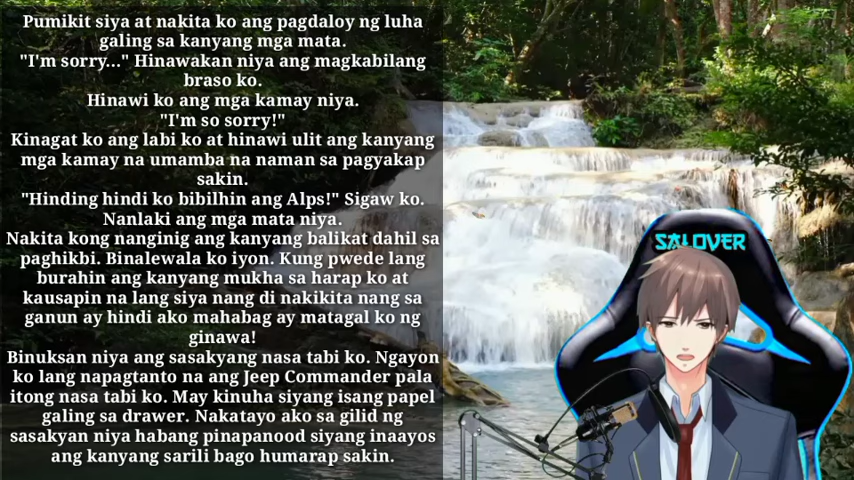 Pumikit siya at nakita ko ang pagdaloy ng luha
galing sa kanyang mga mata.
"I'm sorry..." Hinawakan niya ang magkabilang
braso ko.
Hinawi ko ang mga kamay niya.
"I'm so sorry!"
Kinagat ko ang labi ko at hinawi ulit ang kanyang
mga kamay na umamba na naman sa pagyakap
sakin.
"Hinding hindi ko bibilhin ang Alps!" Sigaw ko.
Nanlaki ang mga mata niya.
Nakita kong nanginig ang kanyang balikat dahil sa
paghikbi. Binalewala ko iyon. Kung pwede lang
burahin ang kanyang mukha sa harap ko at
kausapin na lang siya nang di nakikita nang sa
ganun ay hindi ako mahabag ay matagal ko ng
ginawa!
Binuksan niya ang sasakyang nasa tabi ko. Ngayon
ko lang napagtanto na ang Jeep Commander pala
itong nasa tabi ko. May kinuha siyang isang papel
galing sa drawer. Nakatayo ako sa gilid ng
sasakyan niya habang pinapanood siyang inaayos
ang kanyang sarili bago humarap sakin.
SALOVER